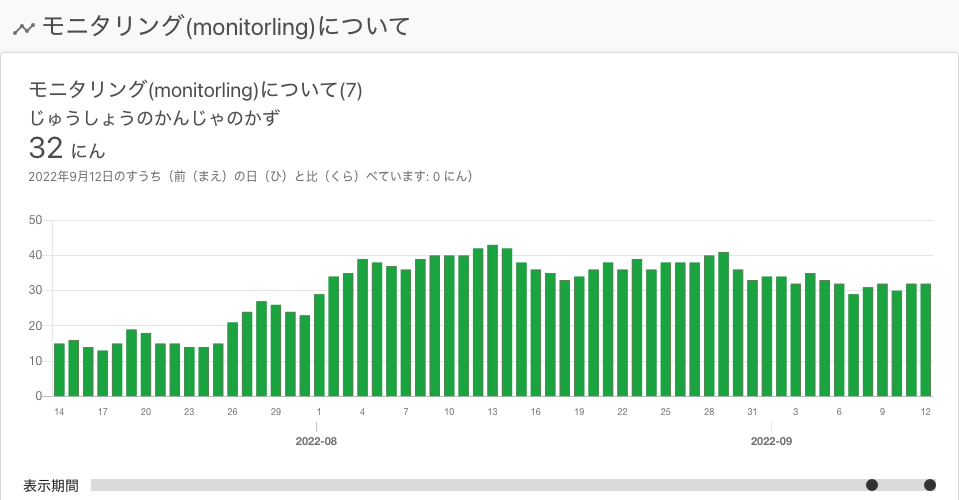 モニタリング(monitorling)について
モニタリング(monitorling)について(7)
じゅうしょうのかんじゃのかず
32 にん
2022年9月12日のすうち（前（まえ）の日（ひ）と比（くら）べています: 0 にん）
50
40
30
20
10
0
14 17 20 23 26 29 1 4 7 10 13 16 19 22 25 28 31 3 6 9 12
2022-08 2022-09
表示期間